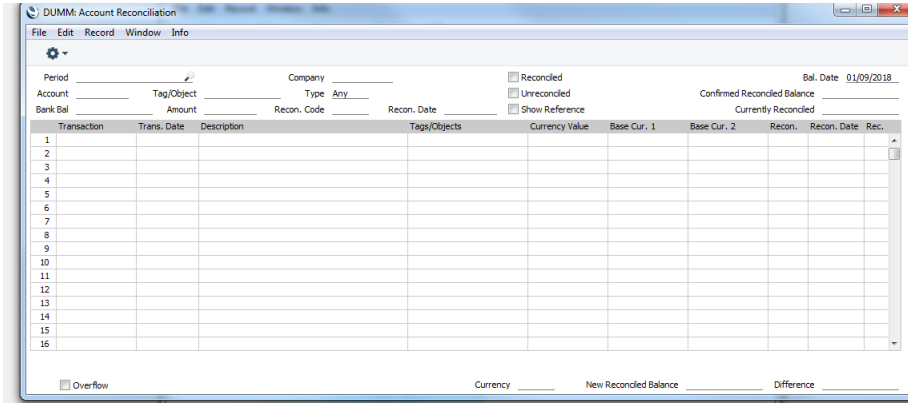 DUMM: Account Reconciliation
File Edit Record Window Info
Period Company Reconciled Bal. Date 01/09/2018
Account Tag/Object Type Any Unreconciled Confirmed Reconciled Balance
Bank Bal Amount Recon. Code Recon. Date Show Reference Currently Reconciled
Transaction Trans. Date Description Tags/Objects Currency Value Base Cur. 1 Base Cur. 2 Recon. Recon. Date Rec.
1
2
3
4
5
6
7
8
9
10
11
12
13
14
15
16
Overflow Currency New Reconciled Balance Difference